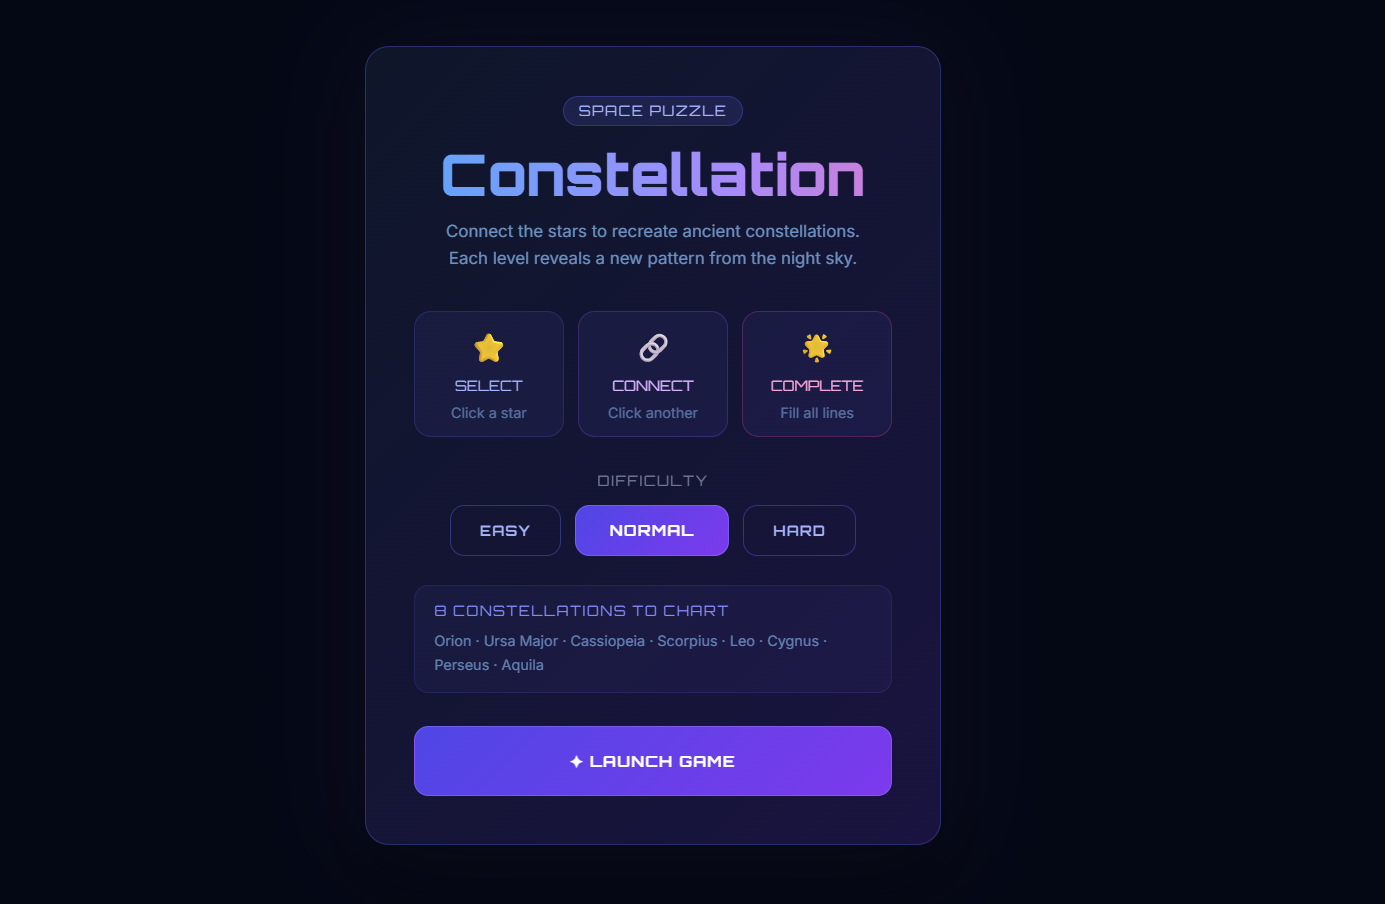 SPACE PUZZLE
Constellation
Connect the stars to recreate ancient constellations.
Each level reveals a new pattern from the night sky.
SELECT
Click a star
CONNECT
Click another
COMPLETE
Fill all lines
DIFFICULTY
EASY
NORMAL
HARD
8 CONSTELLATIONS TO CHART
Orion · Ursa Major · Cassiopeia · Scorpius · Leo · Cygnus ·
Perseus · Aquila
✦ LAUNCH GAME